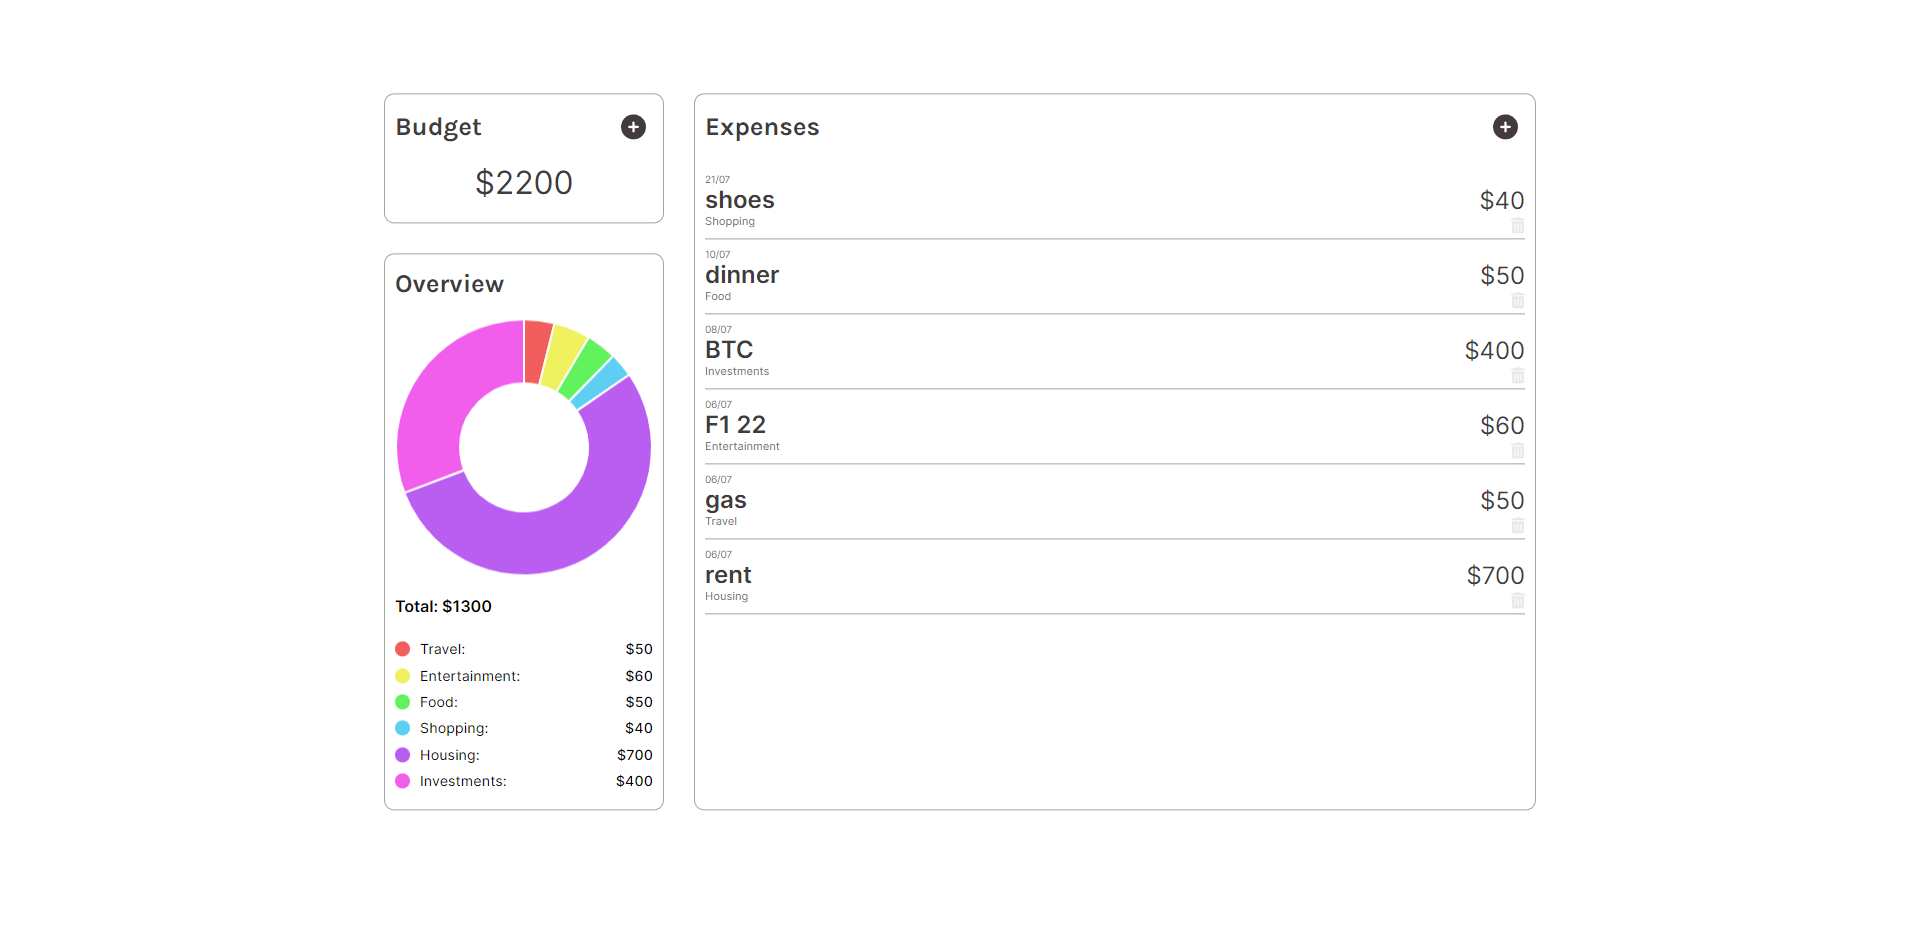 Budget
$2200
Overview
Total: $1300
Travel: $50
Entertainment: $60
Food: $50
Shopping: $40
Housing: $700
Investments: $400
Expenses
21/07
shoes $40
Shopping
10/07
dinner $50
Food
08/07
BTC $400
Investments
06/07
F1 22 $60
Entertainment
06/07
gas $50
Travel
06/07
rent $700
Housing